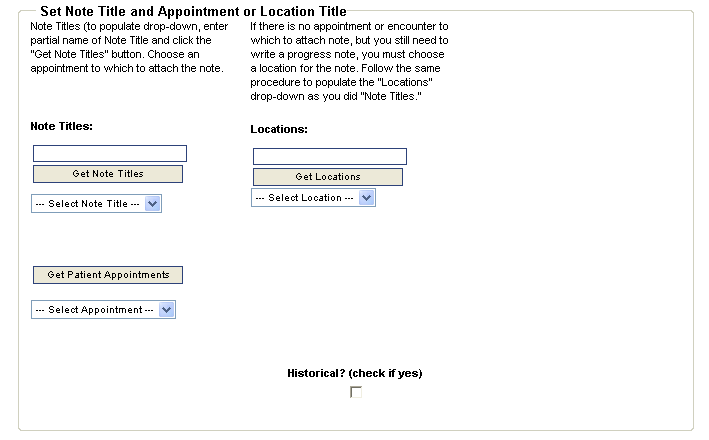 Set Note Title and Appointment or Location Title
Note Titles (to populate drop-down, enter
partial name of Note Title and click the
"Get Note Titles" button. Choose an
appointment to which to attach the note.
If there is no appointment or encounter to
which to attach note, but you still need to
write a progress note, you must choose
a location for the note. Follow the same
procedure to populate the "Locations"
drop-down as you did "Note Titles."
Note Titles:
Get Note Titles
--- Select Note Title ---
Locations:
Get Locations
--- Select Location ---
Get Patient Appointments
--- Select Appointment ---
Historical? (check if yes)